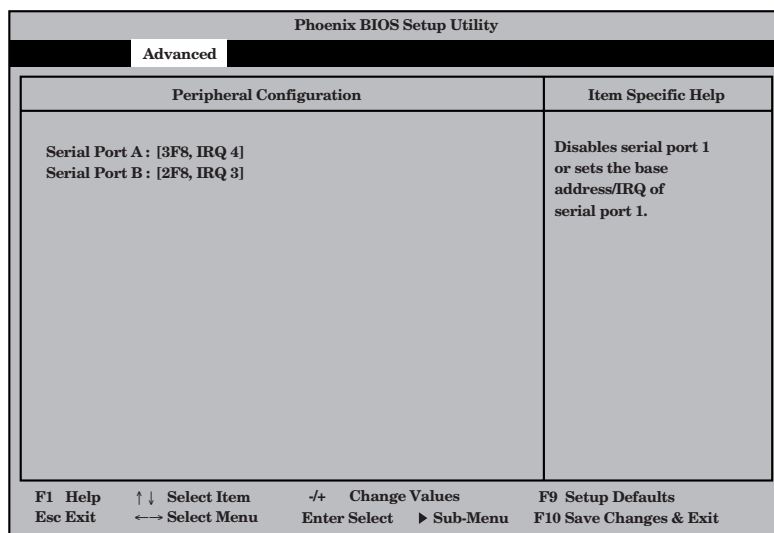 Phoenix BIOS Setup Utility
Advanced
Peripheral Configuration
Item Specific Help
Serial Port A : [3F8, IRQ 4]
Serial Port B : [2F8, IRQ 3]
Disables serial port 1
or sets the base
address/IRQ of
serial port 1.
F1 Help ↑↓ Select Item -/+ Change Values F9 Setup Defaults
Esc Exit ←→ Select Menu Enter Select ▶ Sub-Menu F10 Save Changes & Exit